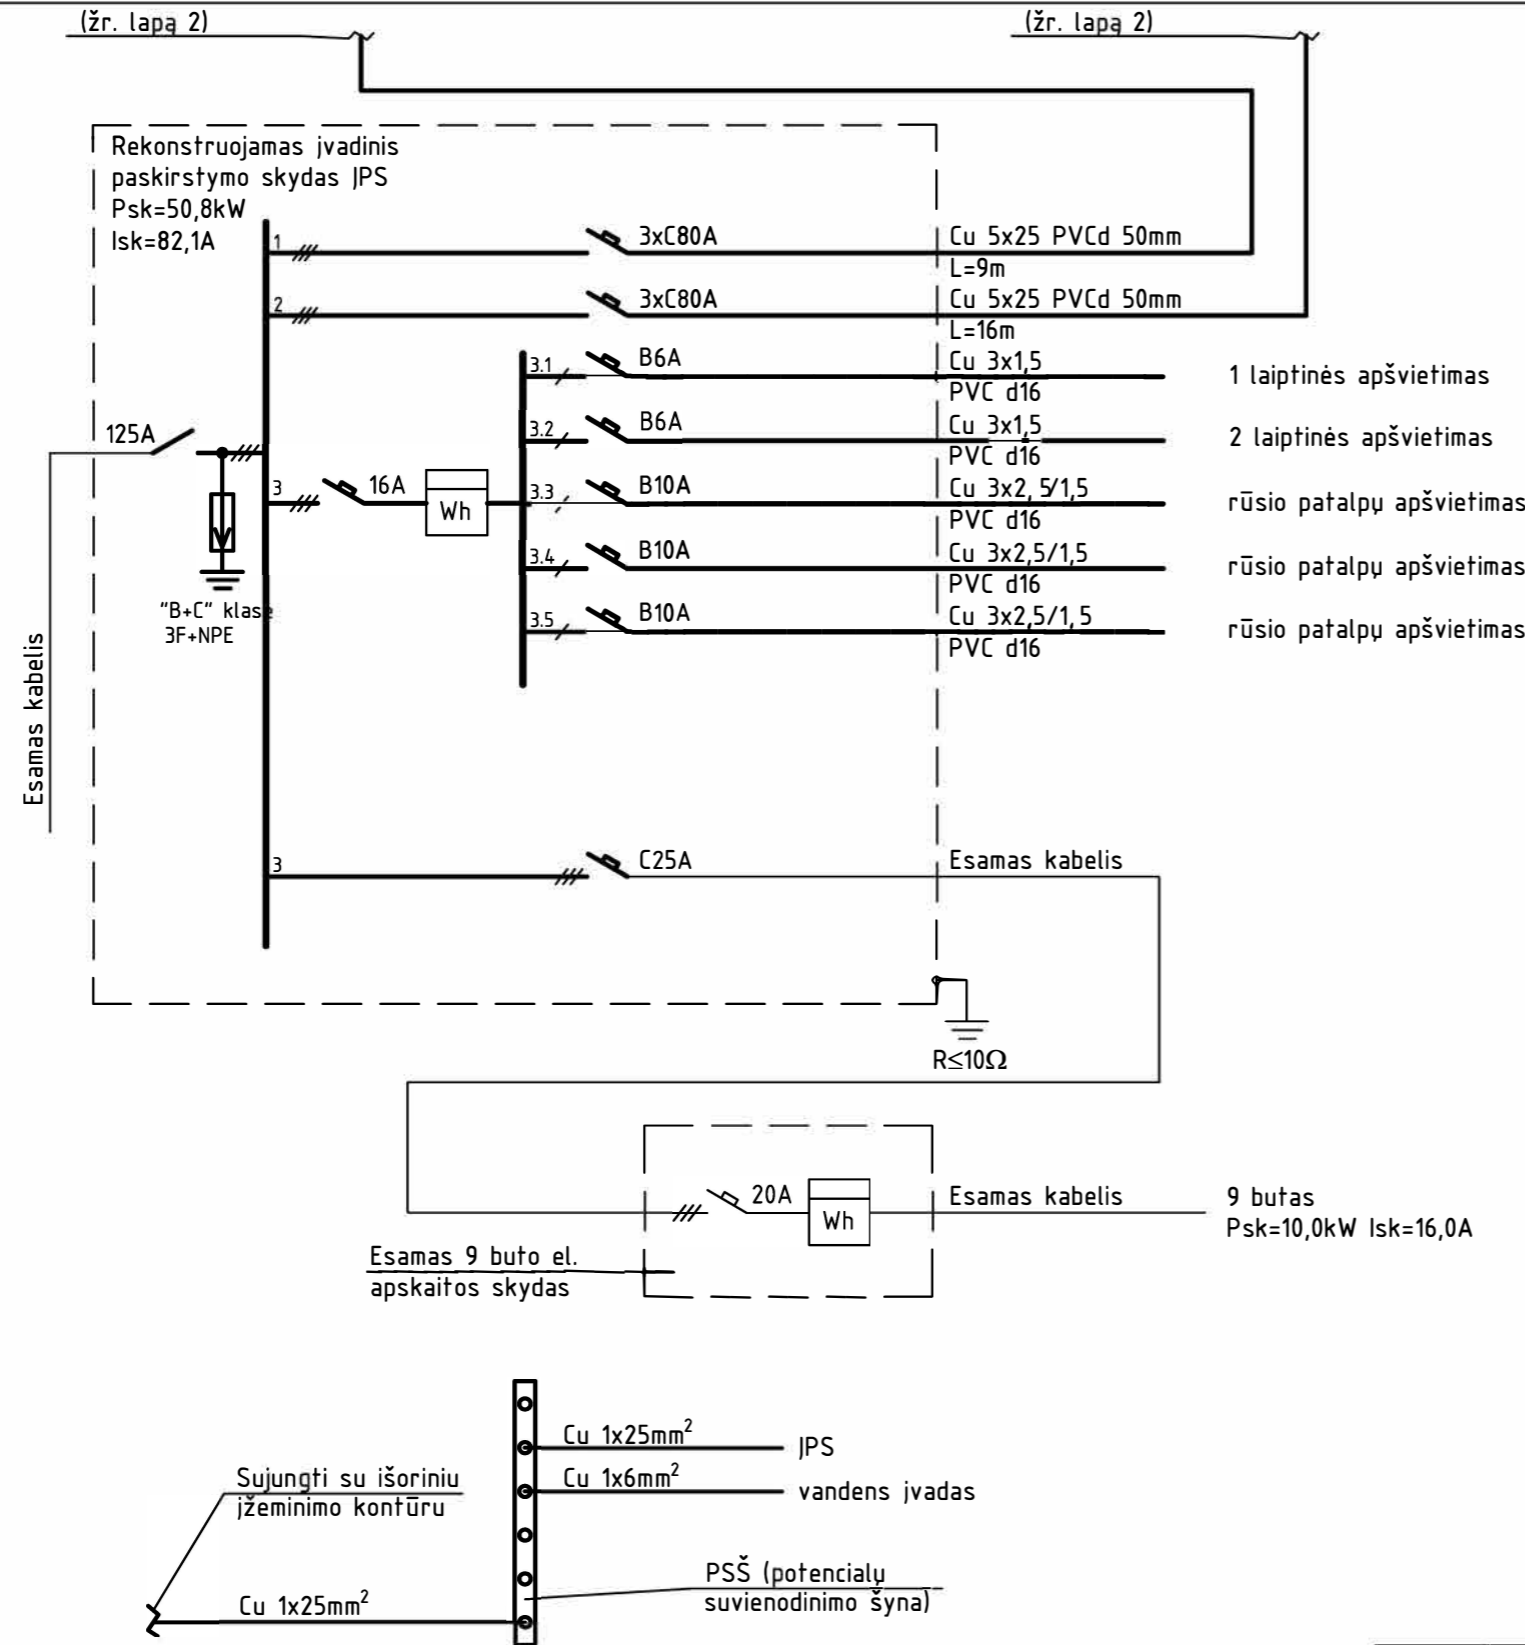 (žr. lapą 2)
(žr. lapą 2)
Rekonstruojamas įvadinis
paskirstymo skydas ĮPS
Psk=50,8kW
Isk=82,1A
1
3xC80A
Cu 5x25 PVCd 50mm
L=9m
2
3xC80A
Cu 5x25 PVCd 50mm
L=16m
3.1
B6A
Cu 3x1,5
PVC d16
1 laiptinės apšvietimas
3.2
B6A
Cu 3x1,5
PVC d16
2 laiptinės apšvietimas
125A
3
16A
Wh
3.3
B10A
Cu 3x2,5/1,5
PVC d16
rūsio patalpų apšvietimas
3.4
B10A
Cu 3x2,5/1,5
PVC d16
rūsio patalpų apšvietimas
3.5
B10A
Cu 3x2,5/1,5
PVC d16
rūsio patalpų apšvietimas
"B+C" klasė
3F+NPE
Esamas kabelis
3
C25A
Esamas kabelis
R≤10Ω
20A
Wh
Esamas kabelis
9 butas
Psk=10,0kW Isk=16,0A
Esamas 9 buto el.
apskaitos skydas
Cu 1x25mm²
ĮPS
Cu 1x6mm²
vandens įvadas
Sujungti su išoriniu
įžeminimo kontūru
PSŠ (potencialų
suvienodinimo šyna)
Cu 1x25mm²